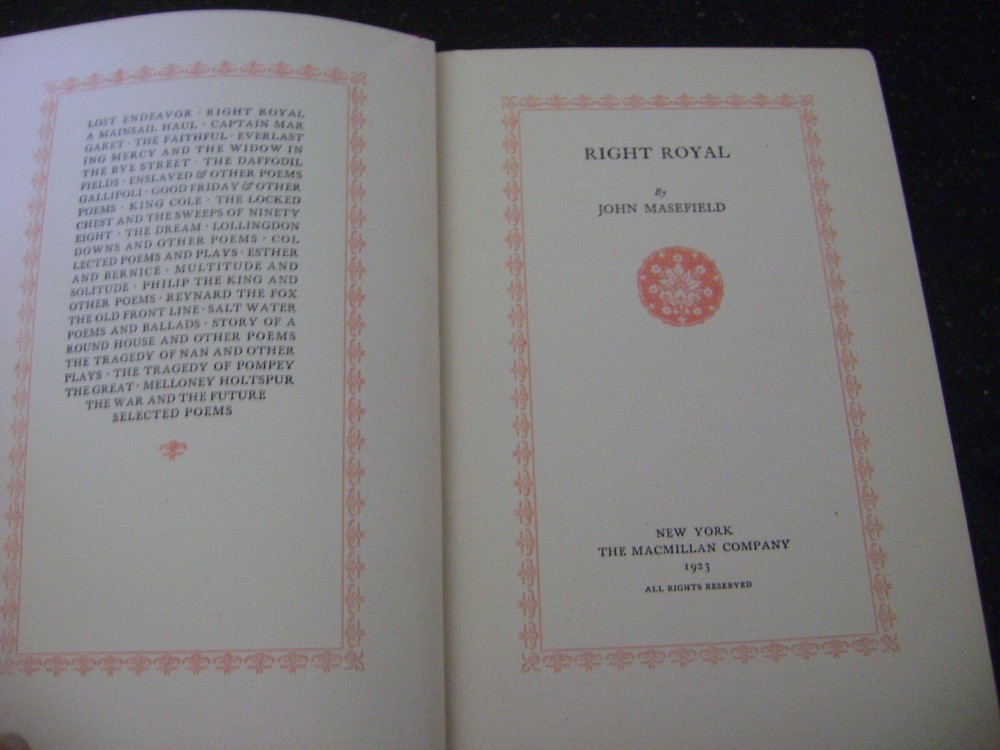 LOST ENDEAVOR · RIGHT ROYAL
A MAINSAIL HAUL · CAPTAIN MAR
GARET · THE FAITHFUL · EVERLAST
ING MERCY AND THE WIDOW IN
THE BYE STREET · THE DAFFODIL
FIELDS · ENSLAVED & OTHER POEMS
GALLIPOLI · GOOD FRIDAY & OTHER
POEMS · KING COLE · THE LOCKED
CHEST AND THE SWEEPS OF NINETY
EIGHT · THE DREAM · LOLLINGDON
DOWNS AND OTHER POEMS · COL
LECTED POEMS AND PLAYS · ESTHER
AND BERNICE · MULTITUDE AND
SOLITUDE · PHILIP THE KING AND
OTHER POEMS · REYNARD THE FOX
THE OLD FRONT LINE · SALT WATER
POEMS AND BALLADS · STORY OF A
ROUND HOUSE AND OTHER POEMS
THE TRAGEDY OF NAN AND OTHER
PLAYS · THE TRAGEDY OF POMPEY
THE GREAT · MELLONEY HOLTSPUR
THE WAR AND THE FUTURE
SELECTED POEMS
RIGHT ROYAL
By
JOHN MASEFIELD
NEW YORK
THE MACMILLAN COMPANY
1923
ALL RIGHTS RESERVED